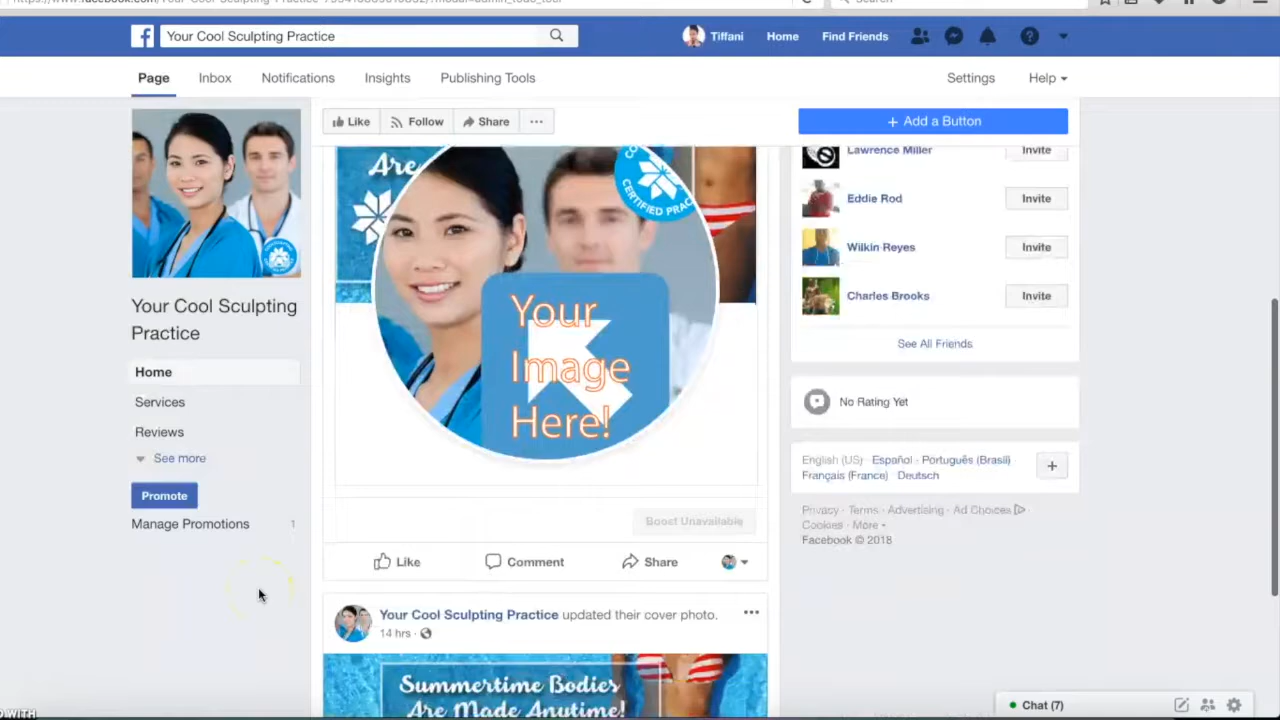 Your Cool Sculpting Practice
Tiffani
Home
Find Friends
Page
Inbox
Notifications
Insights
Publishing Tools
Settings
Help
Like
Follow
Share
+ Add a Button
Your Cool Sculpting
Practice
Home
Services
Reviews
See more
Promote
Manage Promotions 1
Are
CERTIFIED PRAC
Your
Image
Here!
Boost Unavailable
Like
Comment
Share
Your Cool Sculpting Practice updated their cover photo.
14 hrs ·
Summertime Bodies
Are Made Anytime!
Lawrence Miller Invite
Eddie Rod Invite
Wilkin Reyes Invite
Charles Brooks Invite
See All Friends
No Rating Yet
English (US) · Español · Português (Brasil) ·
Français (France) · Deutsch
Privacy · Terms · Advertising · Ad Choices
Cookies · More
Facebook © 2018
Chat (7)